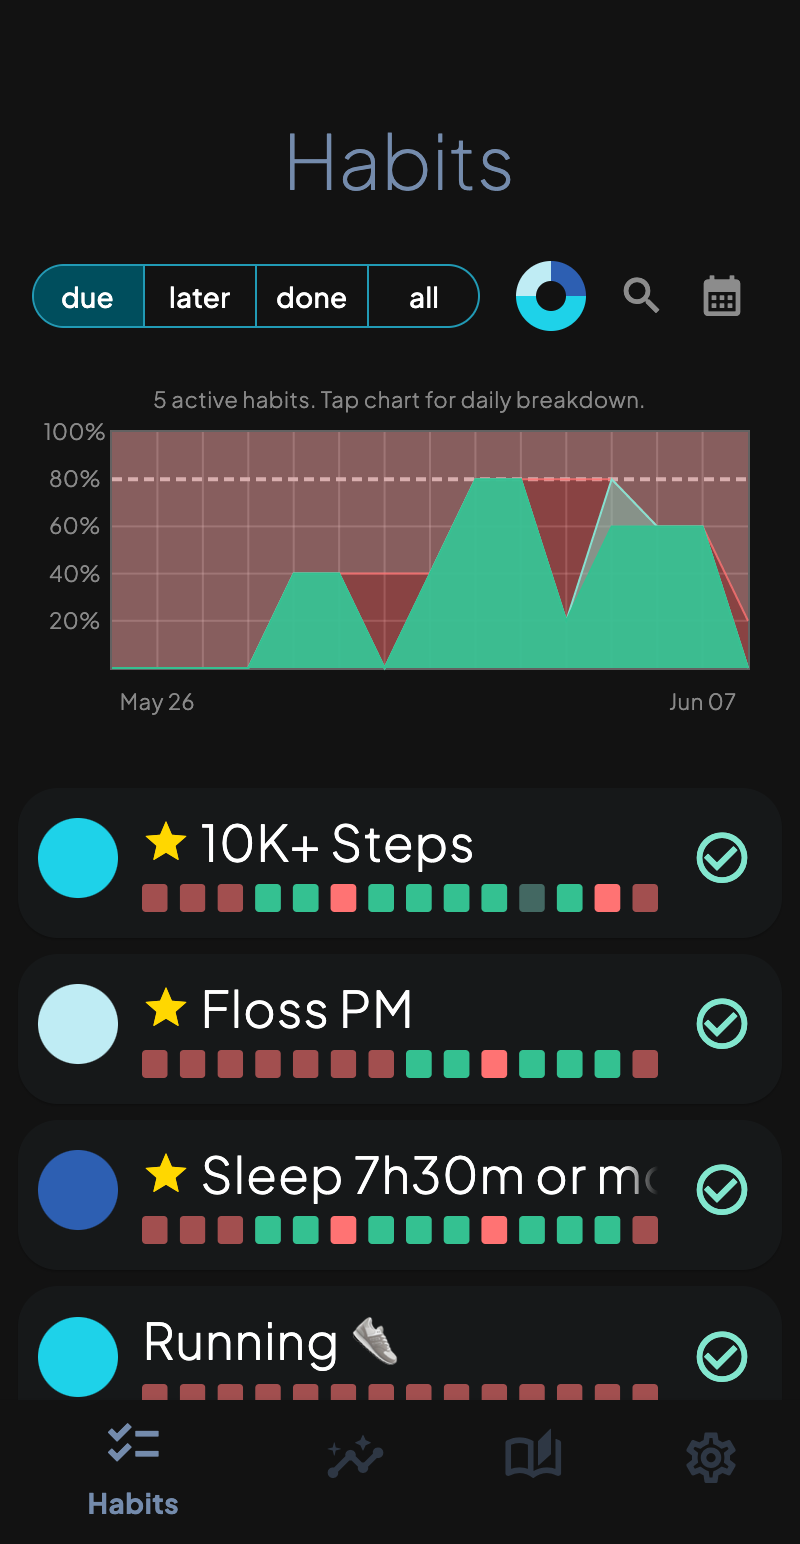 Habits
due later done all
5 active habits. Tap chart for daily breakdown.
100%
80%
60%
40%
20%
May 26 Jun 07
10K+ Steps
Floss PM
Sleep 7h30m or
Running
Habits